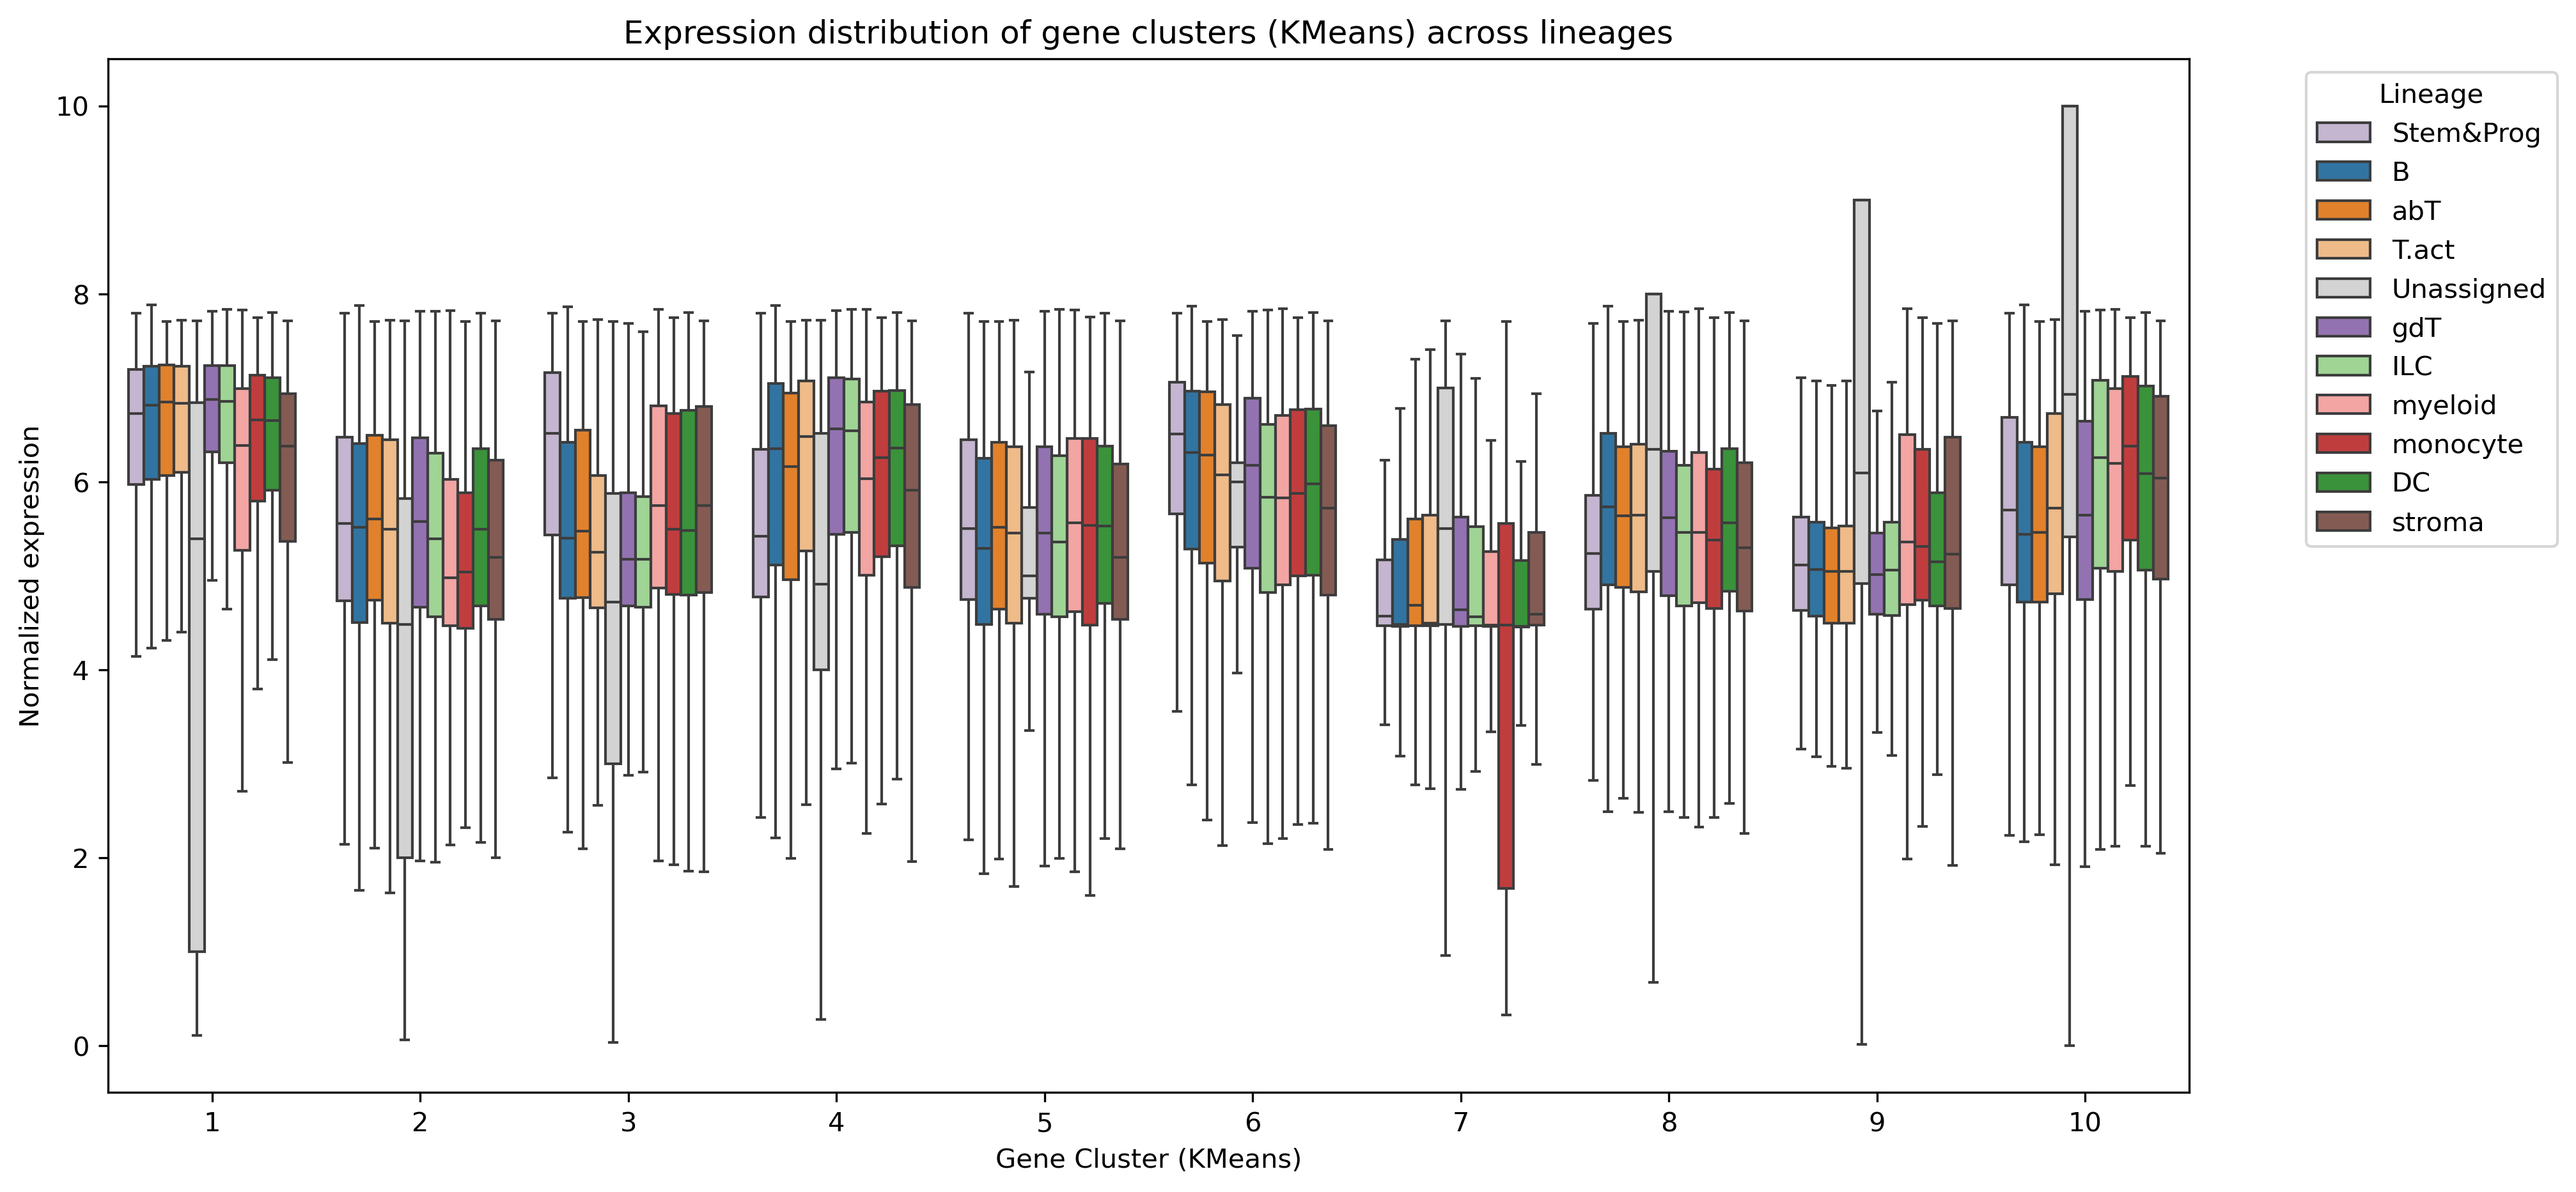 Expression distribution of gene clusters (KMeans) across lineages
Normalized expression
10
8
6
4
2
0
1 2 3 4 5 6 7 8 9 10
Gene Cluster (KMeans)
Lineage
Stem&Prog
B
abT
T.act
Unassigned
gdT
ILC
myeloid
monocyte
DC
stroma